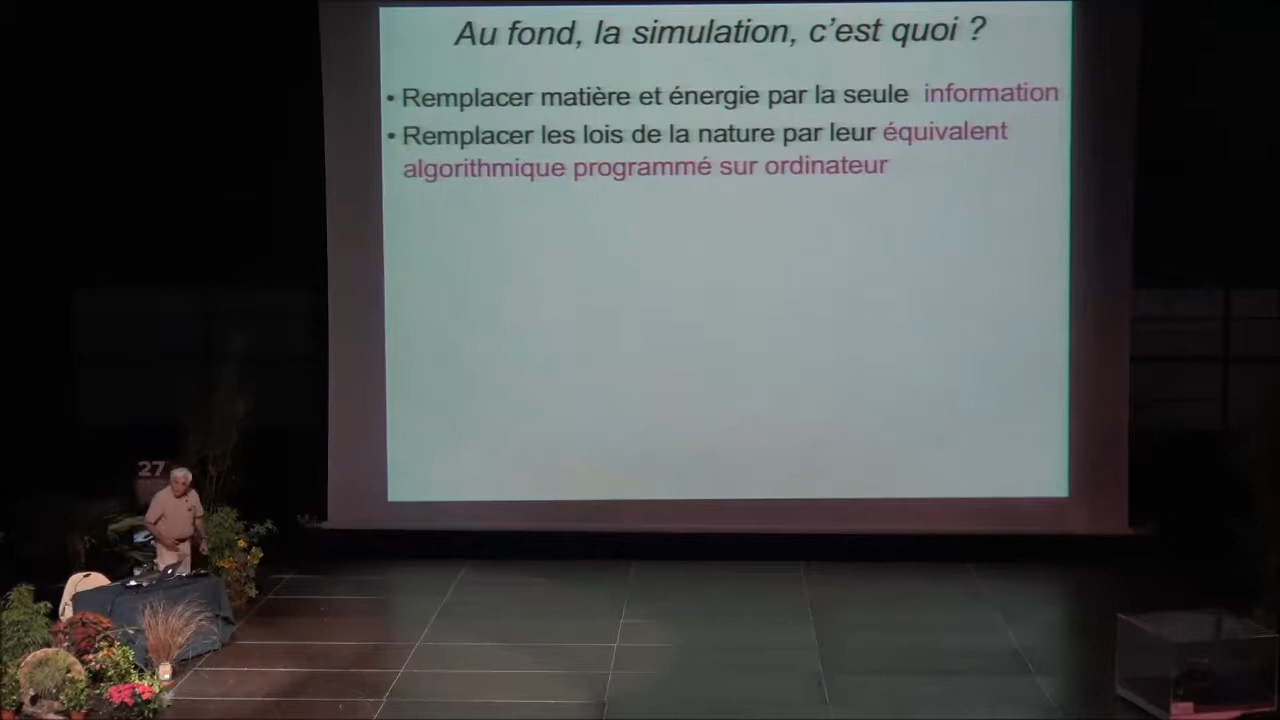 Au fond, la simulation, c'est quoi ?
• Remplacer matière et énergie par la seule information
• Remplacer les lois de la nature par leur équivalent
algorithmique programmé sur ordinateur
27